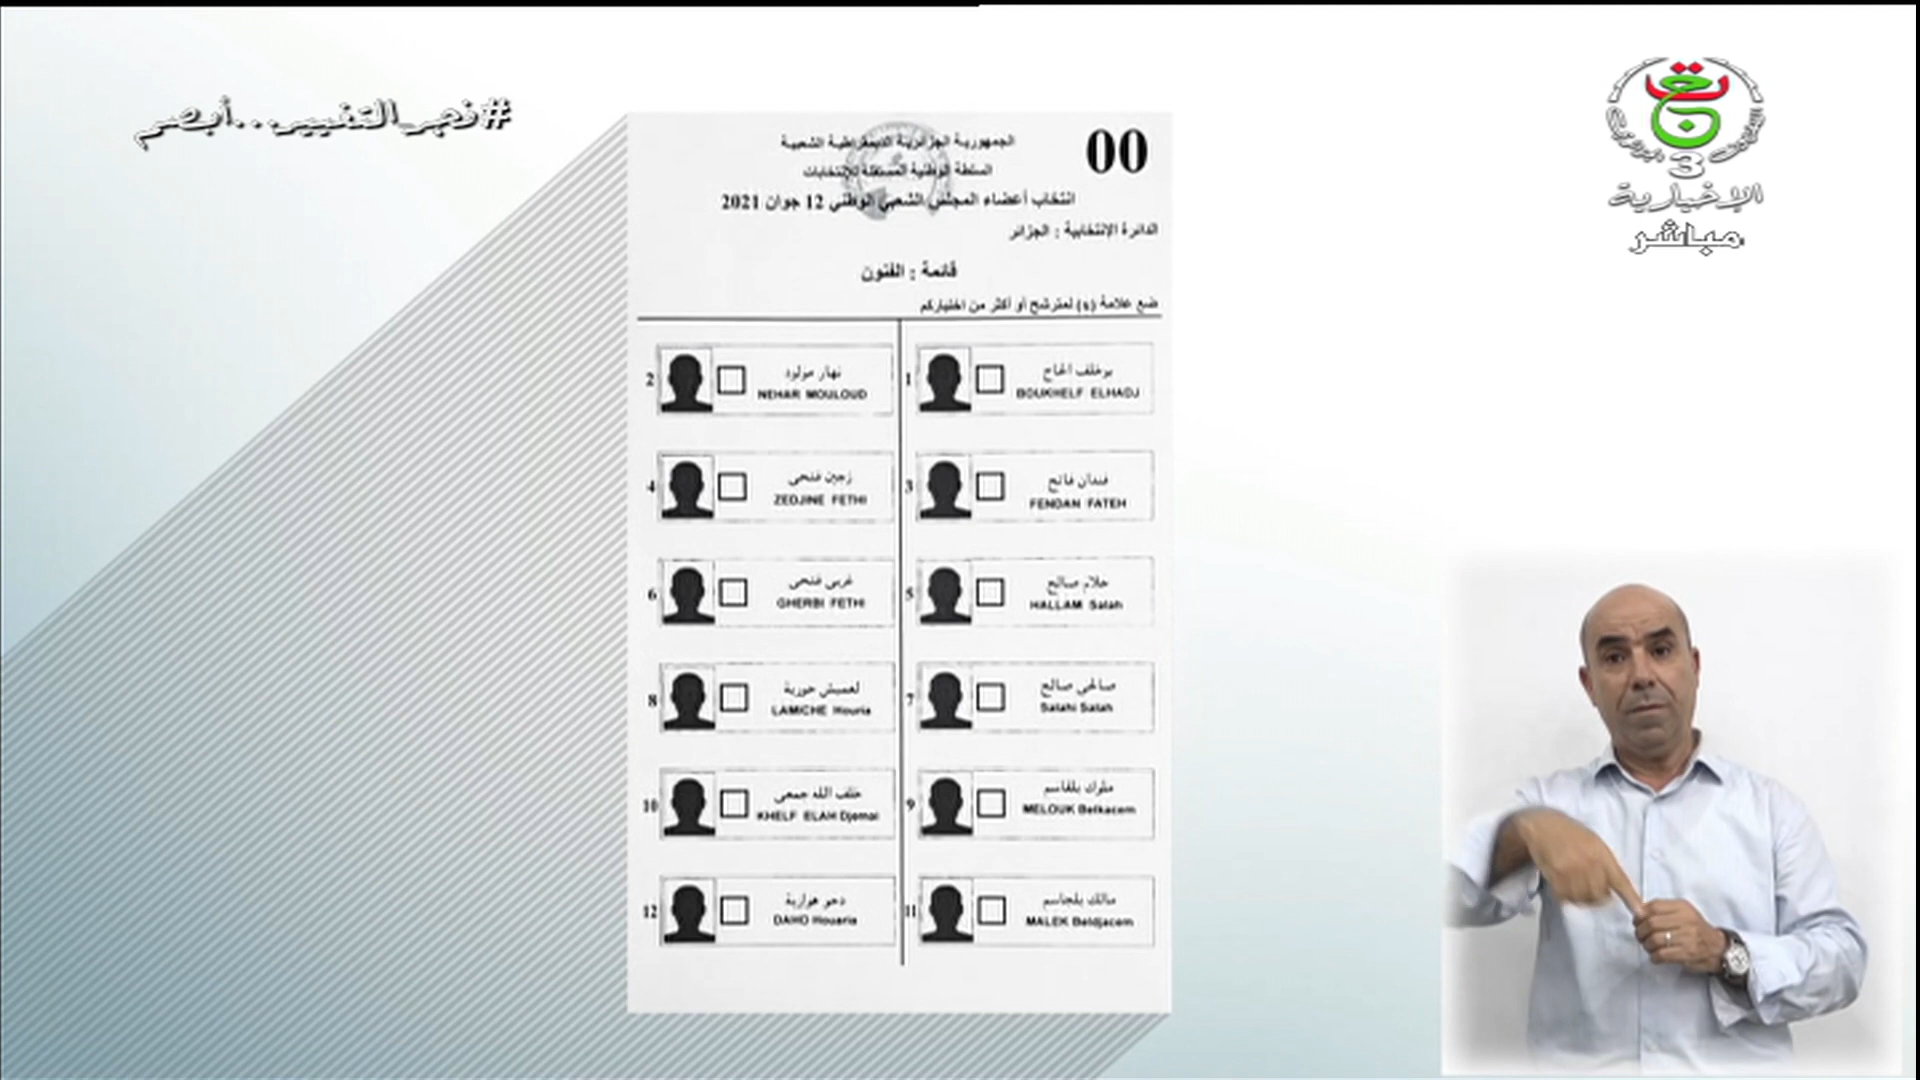 #فجر التغيير...أبصم
الجزائرية
3
الإخبارية
مباشر
00
الجمهورية الجزائرية الديمقراطية الشعبية
السلطة الوطنية المستقلة للإنتخابات
انتخاب أعضاء المجلس الشعبي الوطني 12 جوان 2021
الدائرة الإنتخابية : الجزائر
قائمة : الفنون
ضع علامة (x) لمترشح أو أكثر من اختياركم
1
بوخلف الحاج
BOUKHELF ELHADJ
2
نهار مولود
NEHAR MOULOUD
3
فندان فاتح
FENDAN FATEH
4
زجين فتحي
ZEDJINE FETHI
5
حلام صالح
HALLAM Salah
6
غربي فتحي
GHERBI FETHI
7
صالحي صالح
Salahi Salah
8
لعميش حورية
LAMICHE Houria
9
ملوك بلقاسم
MELOUK Belkacem
10
خلف الله جمعي
KHELF ELAH Djemai
11
مالك بلجاسم
MALEK Beldjacem
12
دحو هوارية
DAHO Houaria